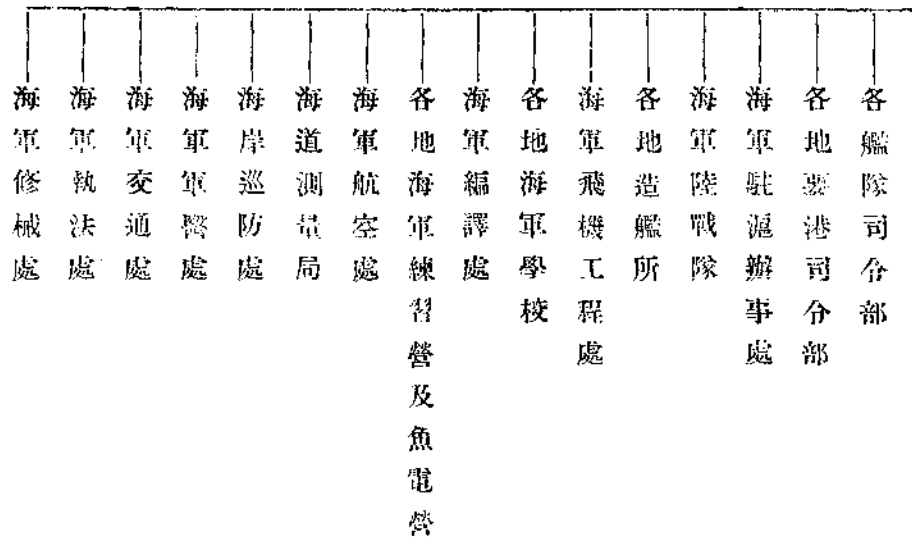 各艦隊司令部
各地要港司令部
海軍駐滬辦事處
海軍陸戰隊
各地造艦所
海軍飛機工程處
各地海軍學校
海軍編譯處
各地海軍練習營及魚雷營
海軍航空處
海道測量局
海岸巡防處
海軍軍醫處
海軍交通處
海軍執法處
海軍修械處